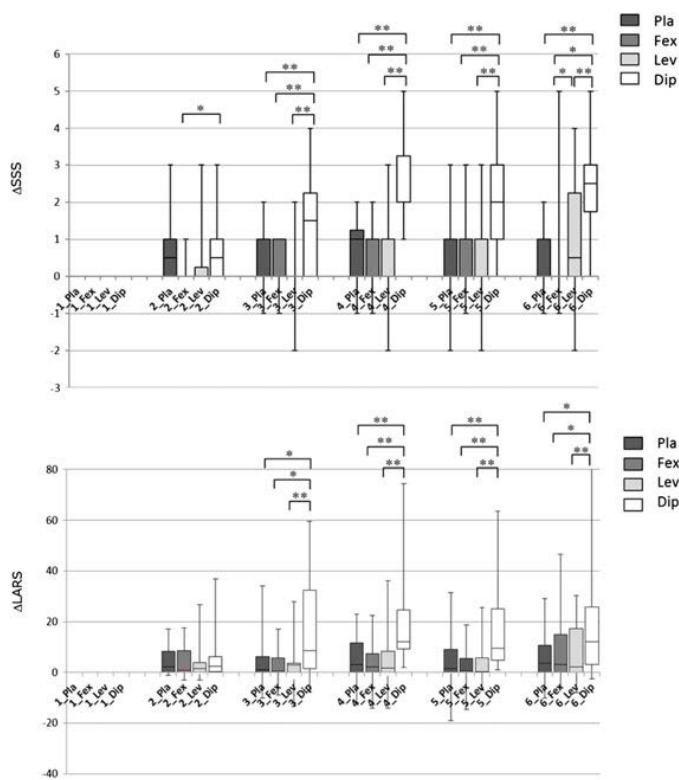 ** ** **
** ** ** *
** ** ** *
* ** ** ** * **
Pla
Fex
Lev
Dip
ΔSSS
6
5
4
3
2
1
0
-1
-2
-3
1_Pla 1_Fex 1_Lev 1_Dip 2_Pla 2_Fex 2_Lev 2_Dip 3_Pla 3_Fex 3_Lev 3_Dip 4_Pla 4_Fex 4_Lev 4_Dip 5_Pla 5_Fex 5_Lev 5_Dip 6_Pla 6_Fex 6_Lev 6_Dip
** ** *
* ** ** *
* ** ** **
**
Pla
Fex
Lev
Dip
ΔLARS
80
60
40
20
0
-20
-40
1_Pla 1_Fex 1_Lev 1_Dip 2_Pla 2_Fex 2_Lev 2_Dip 3_Pla 3_Fex 3_Lev 3_Dip 4_Pla 4_Fex 4_Lev 4_Dip 5_Pla 5_Fex 5_Lev 5_Dip 6_Pla 6_Fex 6_Lev 6_Dip